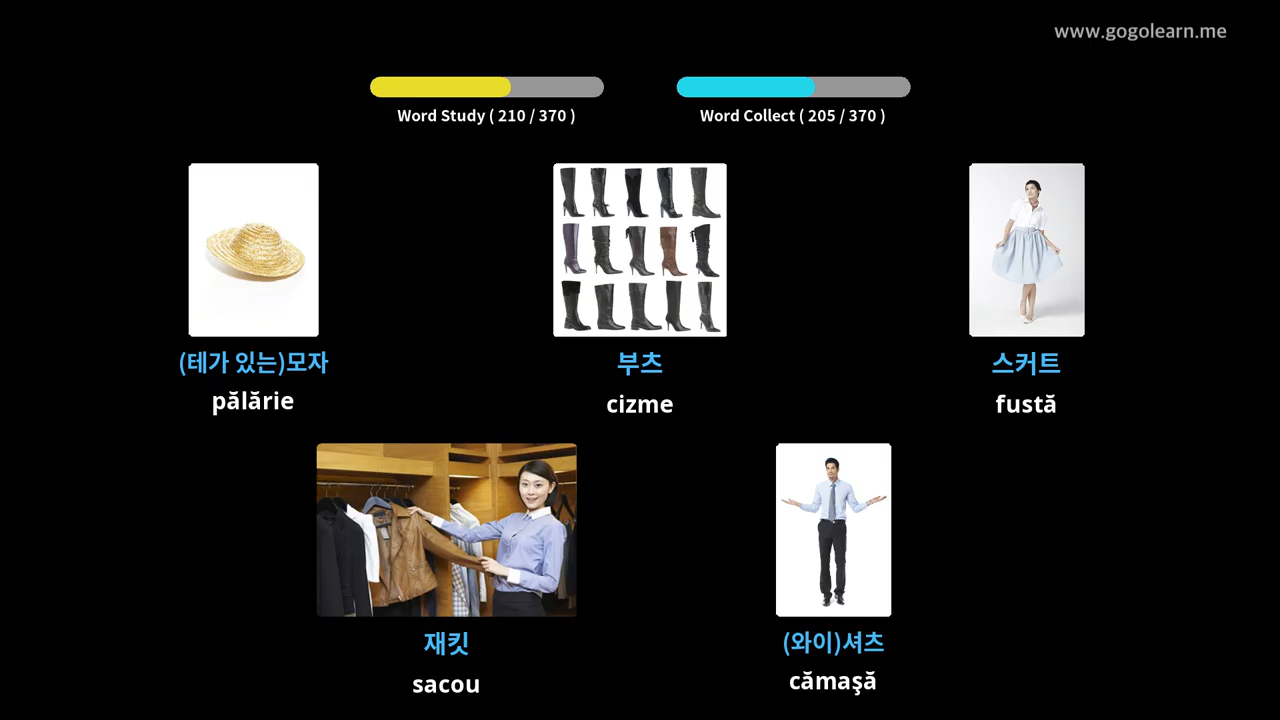 www.gogolearn.me
Word Study ( 210 / 370 )
Word Collect ( 205 / 370 )
(테가 있는)모자
pălărie
부츠
cizme
스커트
fustă
재킷
sacou
(와이)셔츠
cămaşă